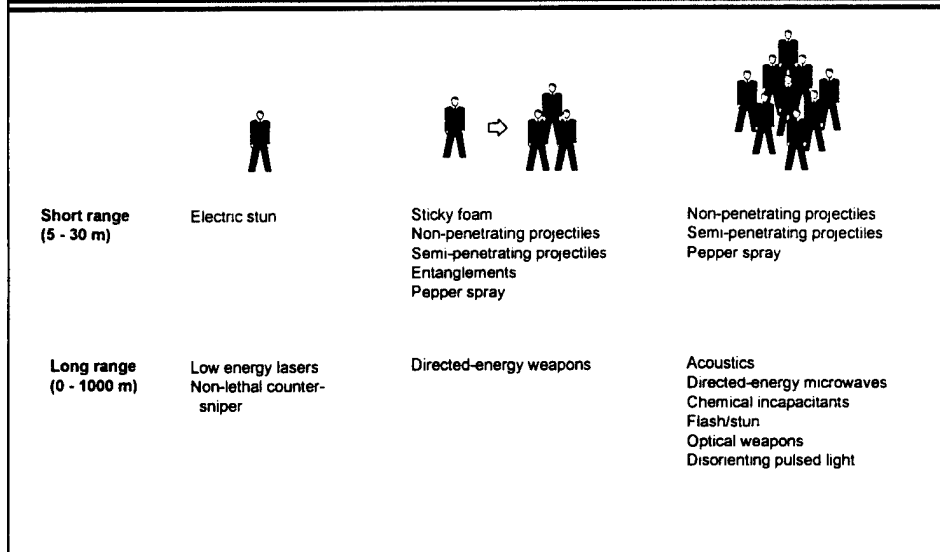 Short range
(5 - 30 m)
Electric stun
Sticky foam
Non-penetrating projectiles
Semi-penetrating projectiles
Entanglements
Pepper spray
Non-penetrating projectiles
Semi-penetrating projectiles
Pepper spray
Long range
(0 - 1000 m)
Low energy lasers
Non-lethal counter-
sniper
Directed-energy weapons
Acoustics
Directed-energy microwaves
Chemical incapacitants
Flash/stun
Optical weapons
Disorienting pulsed light